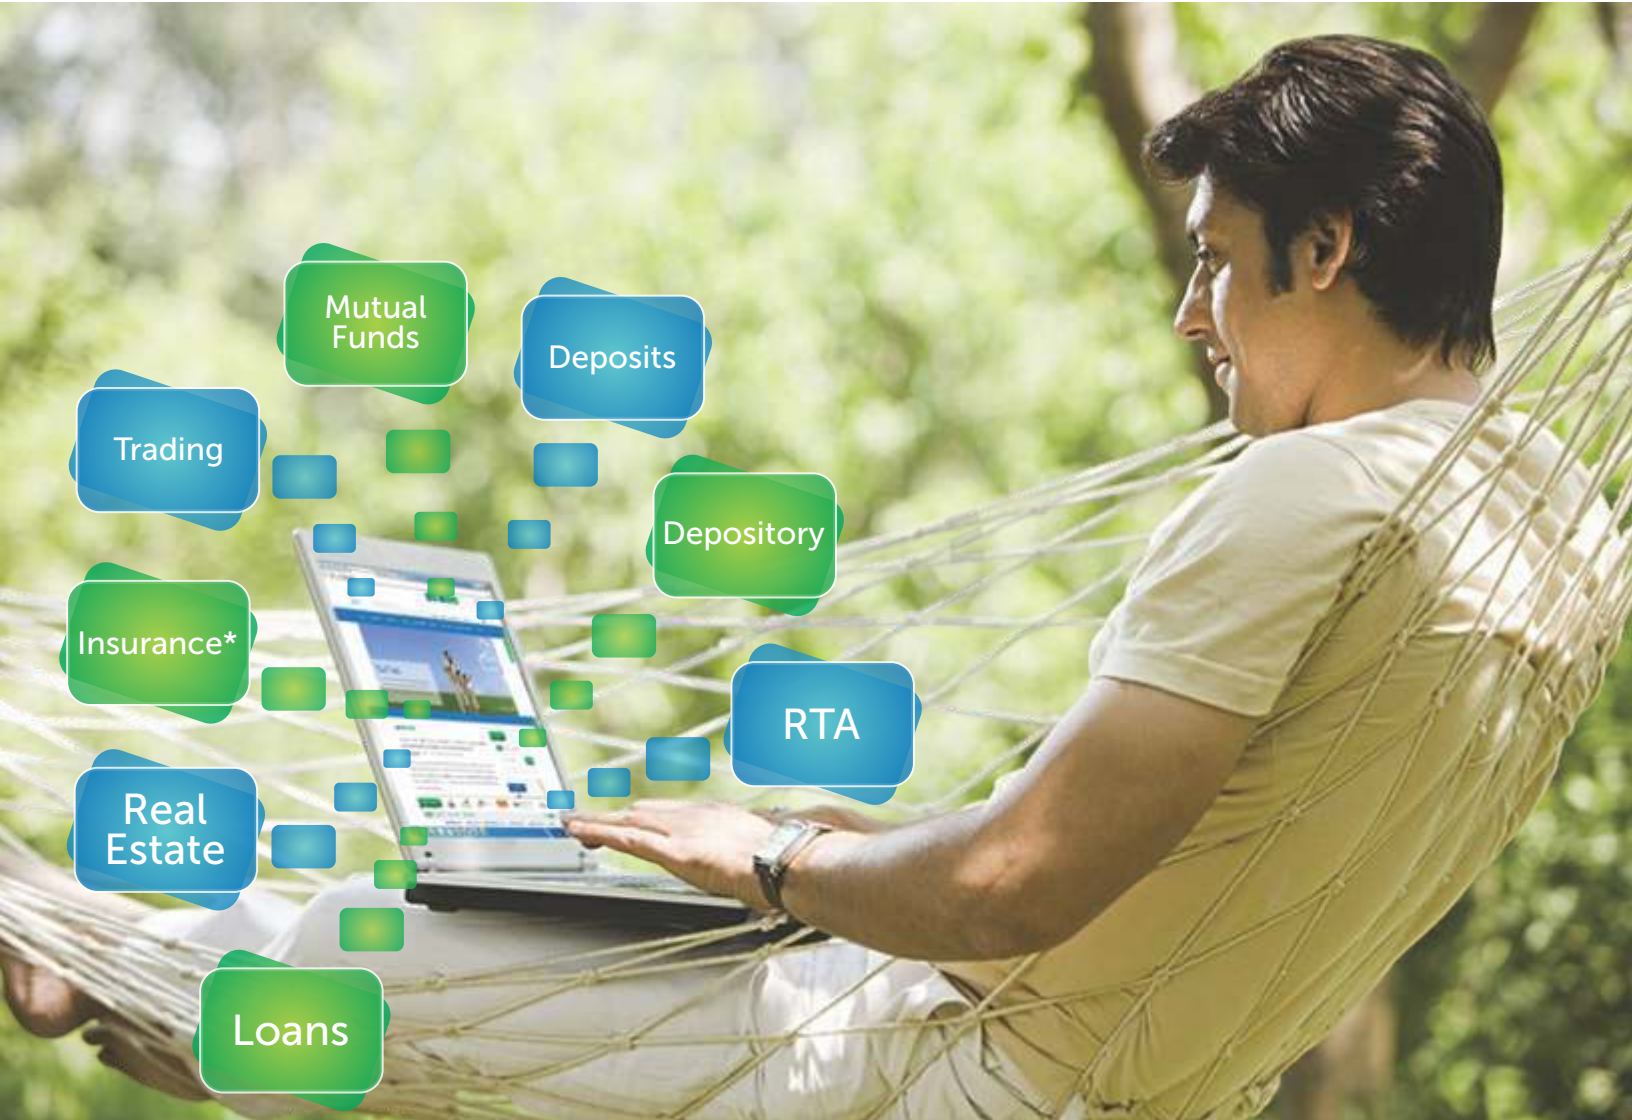 Mutual
Funds
Deposits
Trading
Depository
Insurance*
RTA
Real
Estate
Loans